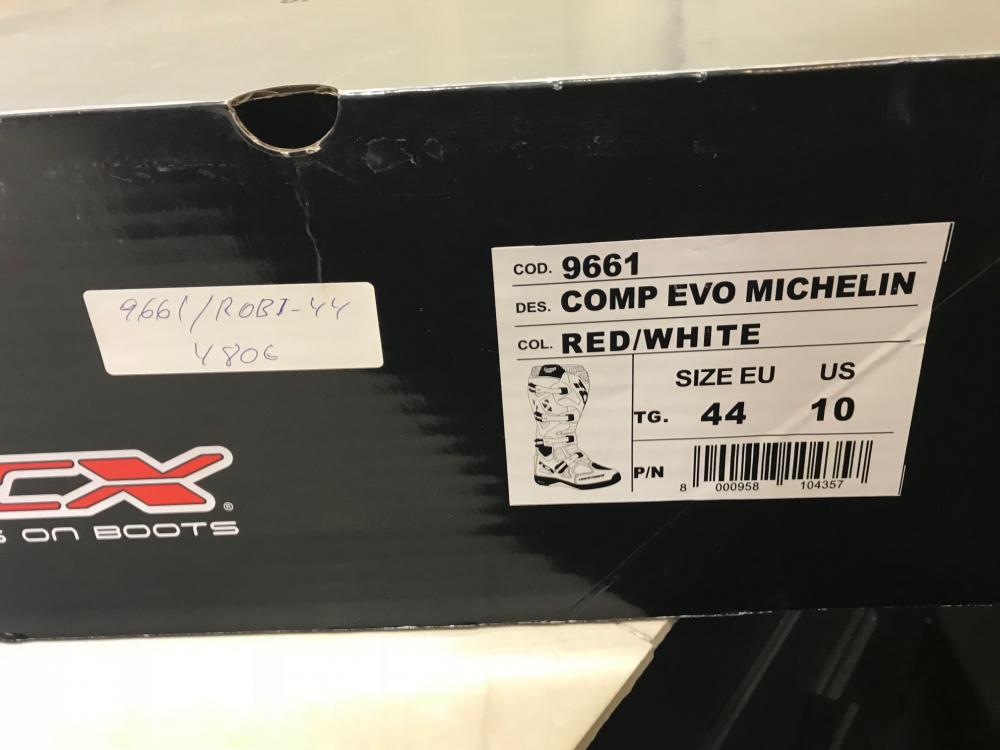 COD. 9661
DES. COMP EVO MICHELIN
COL. RED/WHITE
SIZE EU US
TG. 44 10
P/N
8 000958 104357
9661/ROBI-44
480€
CX®
ON BOOTS